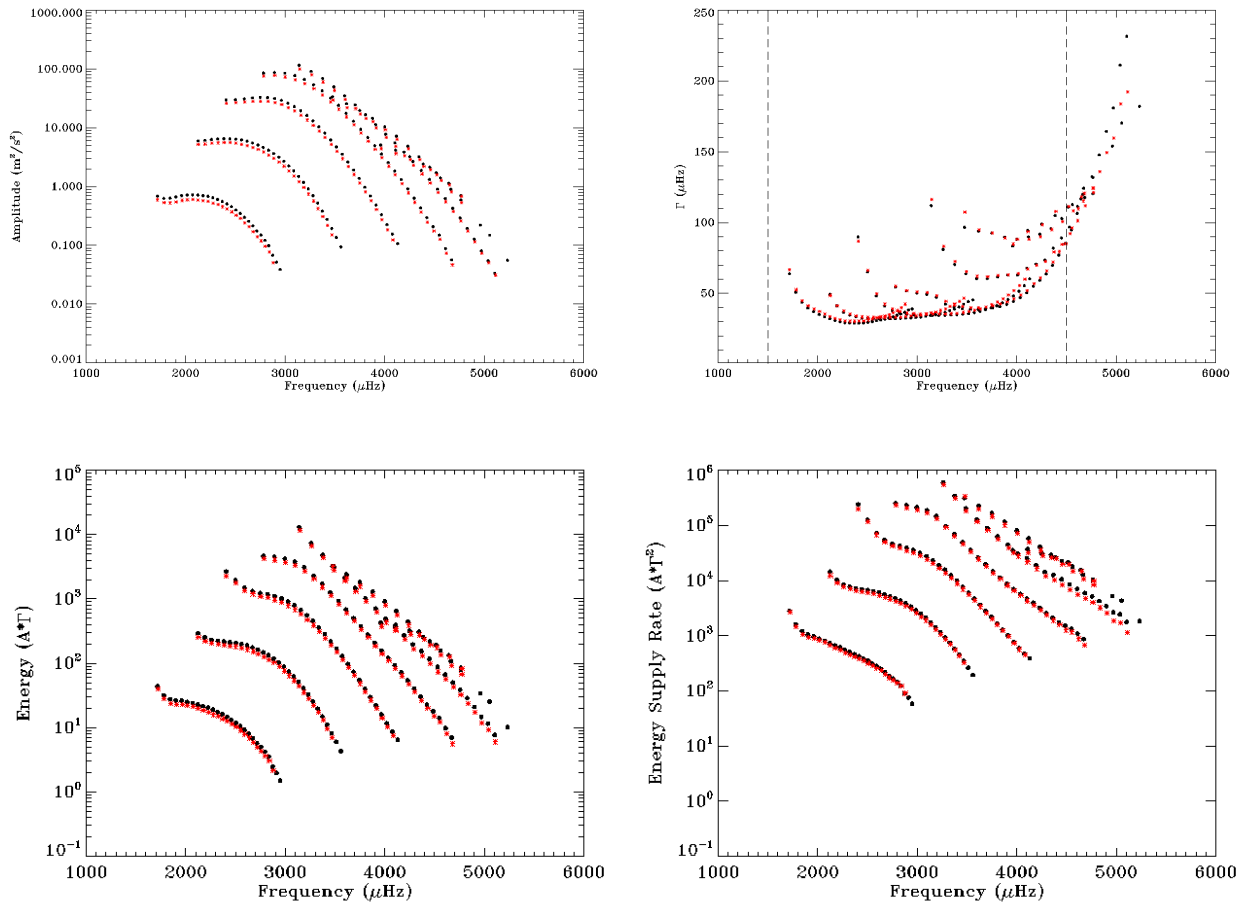 1000.000
100.000
10.000
1.000
0.100
0.010
0.001
Amplitude (m²/s²)
1000 2000 3000 4000 5000 6000
Frequency (μHz)
250
200
150
100
50
Γ (μHz)
1000 2000 3000 4000 5000 6000
Frequency (μHz)
10⁵
10⁴
10³
10²
10¹
10⁰
10⁻¹
Energy (A*Γ)
1000 2000 3000 4000 5000 6000
Frequency (μHz)
10⁶
10⁵
10⁴
10³
10²
10¹
10⁰
10⁻¹
Energy Supply Rate (A*Γ²)
1000 2000 3000 4000 5000 6000
Frequency (μHz)